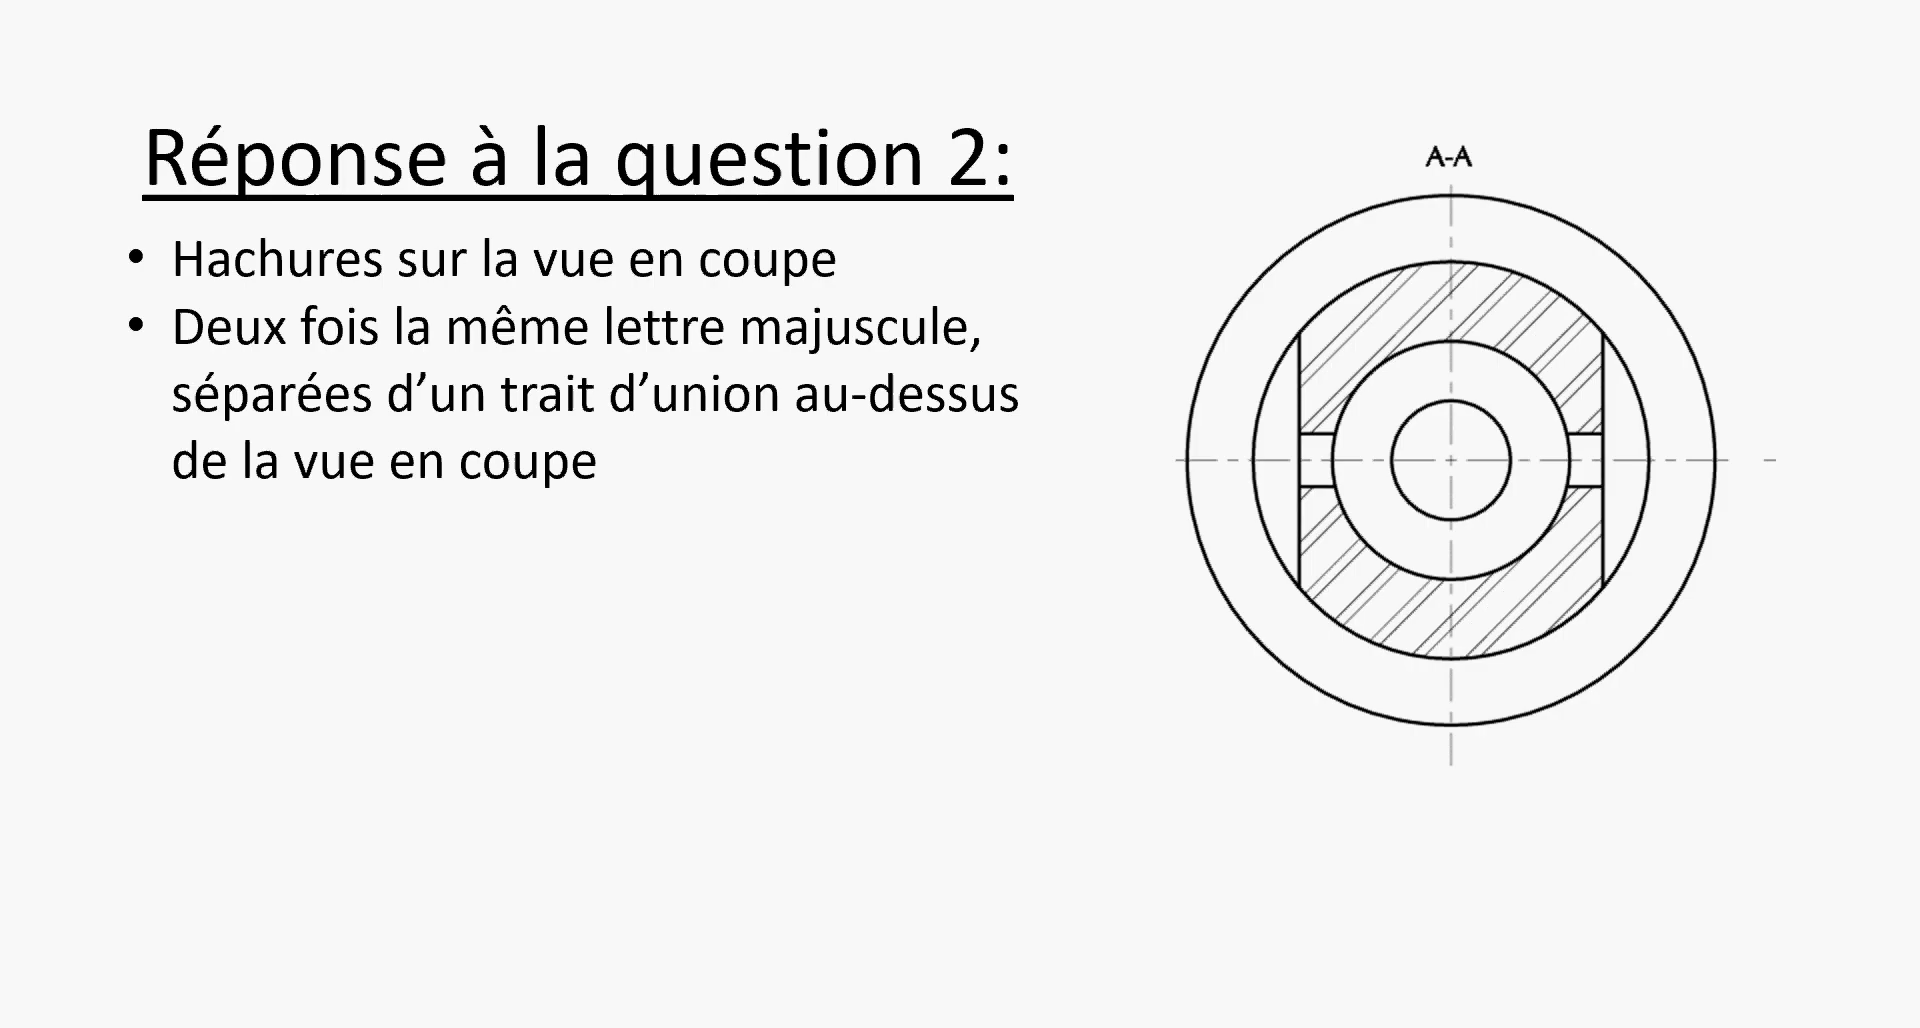 Réponse à la question 2:
• Hachures sur la vue en coupe
• Deux fois la même lettre majuscule,
séparées d’un trait d’union au-dessus
de la vue en coupe
A-A